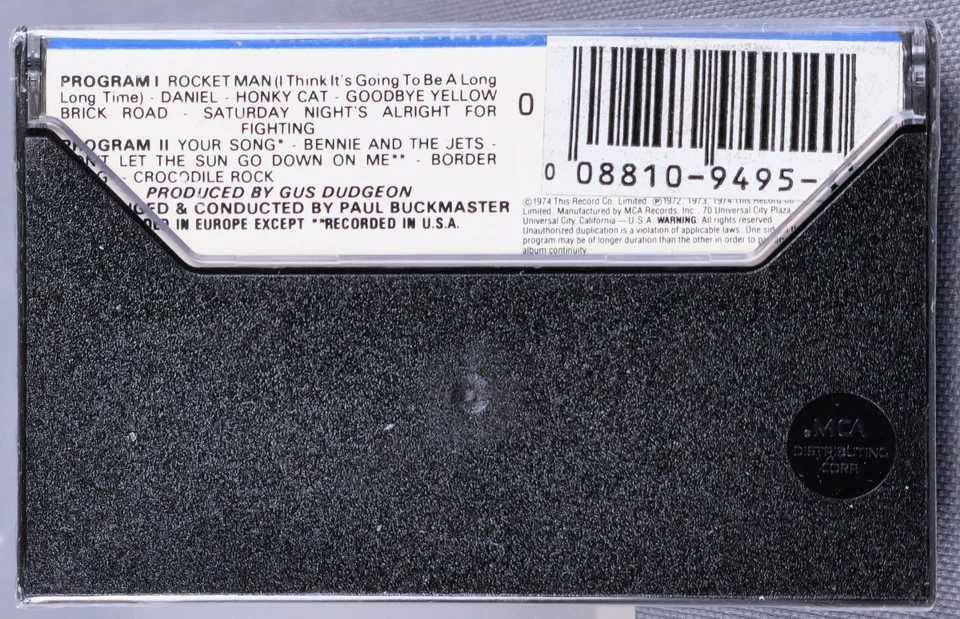 PROGRAM I ROCKET MAN (I Think It's Going To Be A Long
Long Time) - DANIEL - HONKY CAT - GOODBYE YELLOW
BRICK ROAD - SATURDAY NIGHT'S ALRIGHT FOR
FIGHTING
PROGRAM II YOUR SONG* - BENNIE AND THE JETS -
LET THE SUN GO DOWN ON ME** - BORDER
- CROCODILE ROCK
PRODUCED BY GUS DUDGEON
& CONDUCTED BY PAUL BUCKMASTER
IN EUROPE EXCEPT **RECORDED IN U.S.A.
0
0 08810-9495-
©1974 This Record Co. Limited ℗1972, 1973, 1974 This Record Co.
Limited. Manufactured by MCA Records, Inc., 70 Universal City Plaza,
Universal City, California — U.S.A. WARNING: All rights reserved.
Unauthorized duplication is a violation of applicable laws. One
program may be of longer duration than the other in order to
album continuity.
MCA
DISTRIBUTING
CORP.